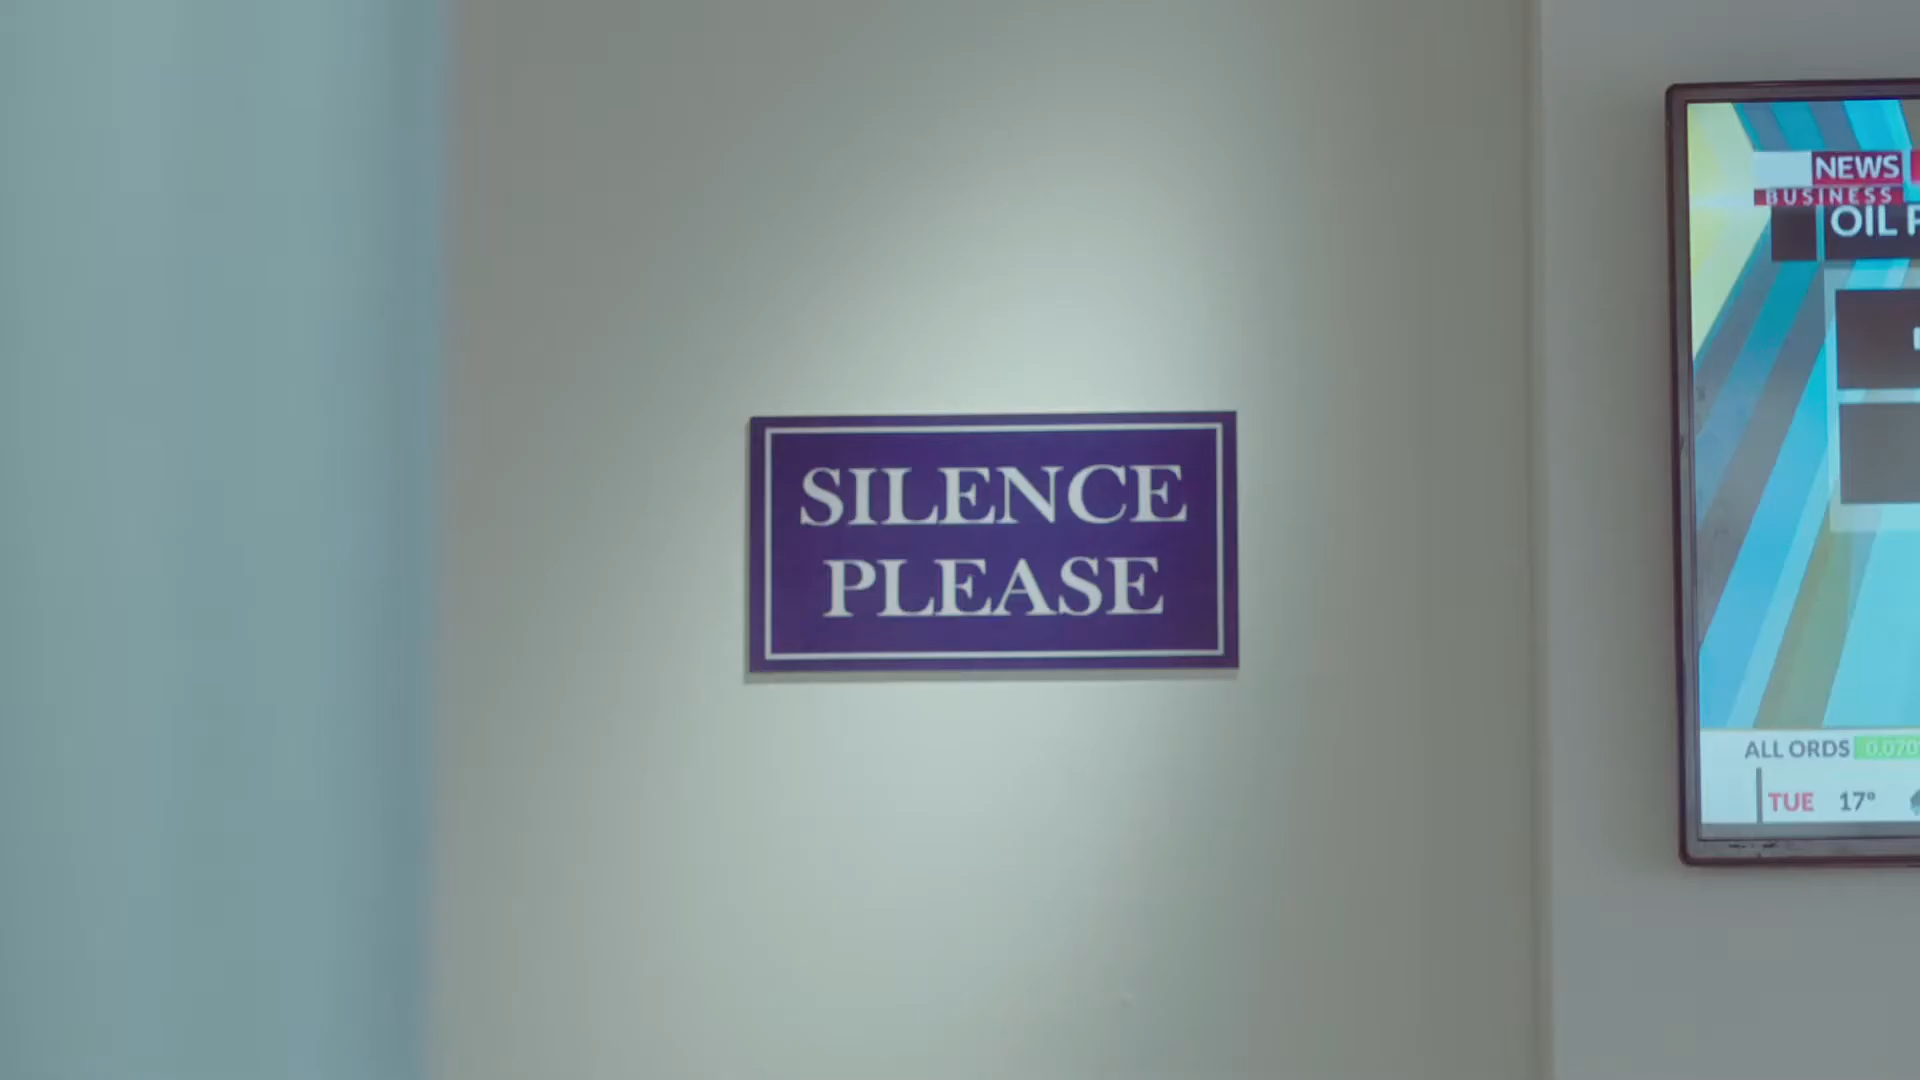 SILENCE
PLEASE
NEWS
BUSINESS
OIL
ALL ORDS
TUE 17°